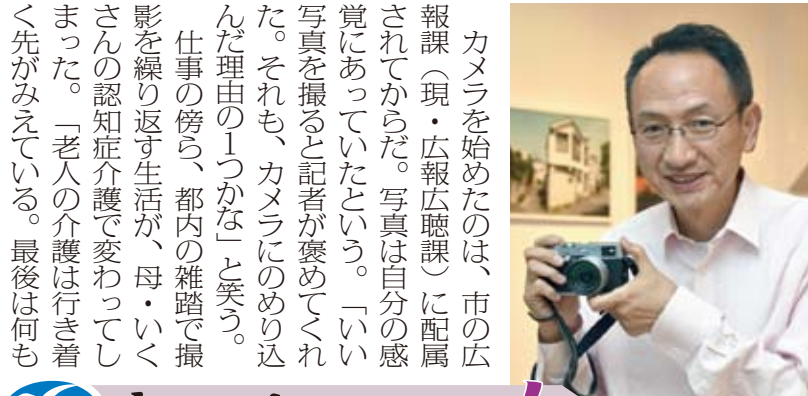 カメラを始めたのは、市の広
報課（現・広報広聴課）に配属
されてからだ。写真は自分の感
覚にあっていたという。「いい
写真を撮ると記者が褒めてくれ
た。それも、カメラにのめり込
んだ理由の1つかな」と笑う。
仕事の傍ら、都内の雑踏で撮
影を繰り返す生活が、母・いく
さんの認知症介護で変わってし
まった。「老人の介護は行き着
く先がみえている。最後は何も